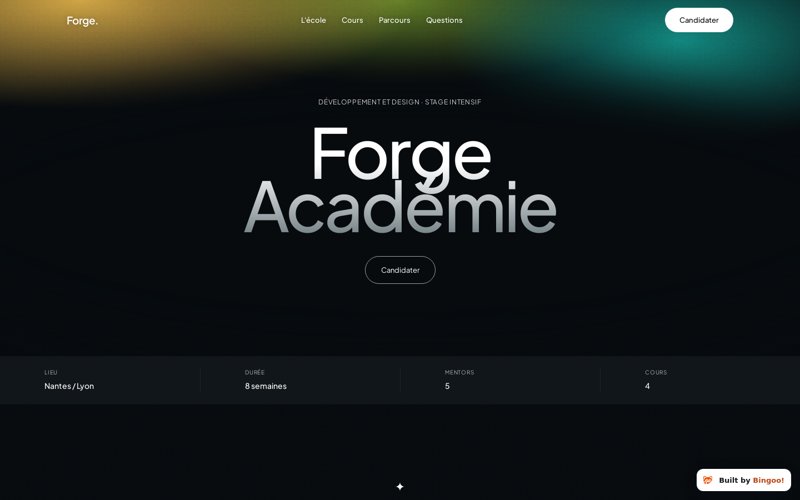 Forge.
L'école
Cours
Parcours
Questions
Candidater
DÉVELOPPEMENT ET DESIGN · STAGE INTENSIF
Forge
Académie
Candidater
LIEU
Nantes / Lyon
DURÉE
8 semaines
MENTORS
5
COURS
4
Built by Bingoo!